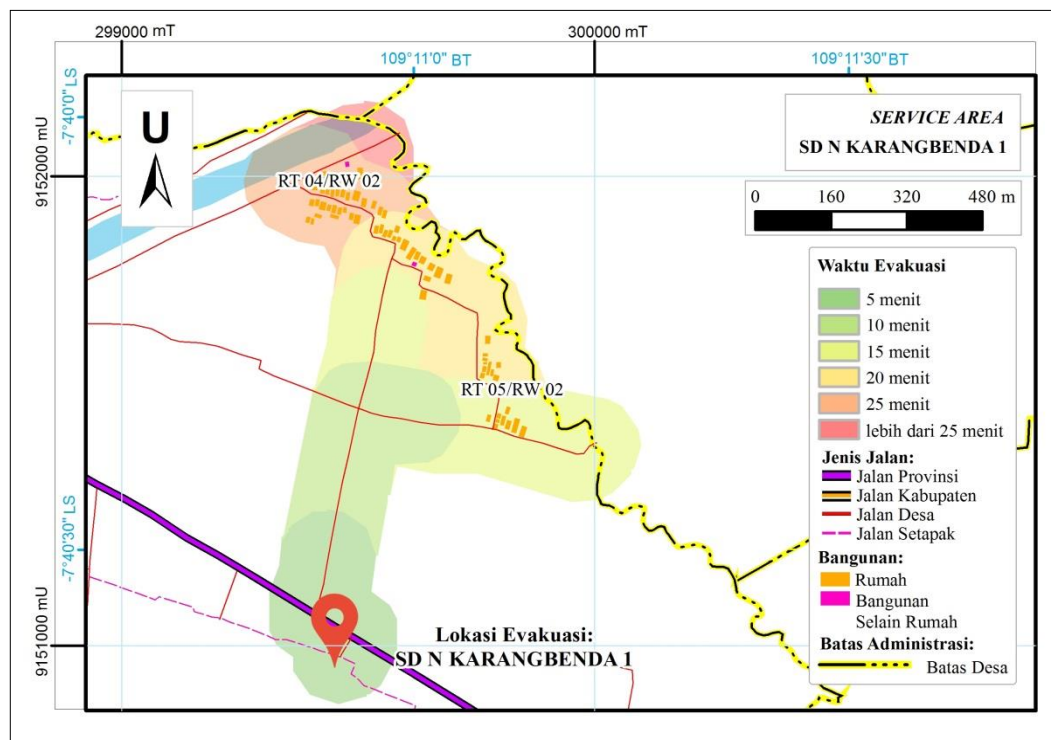 299000 mT
300000 mT
109°11'0" BT
109°11'30" BT
-7°40'0" LS
9152000 mU
-7°40'30" LS
9151000 mU
U
SERVICE AREA
SD N KARANGBENDA 1
0 160 320 480 m
RT 04/RW 02
RT 05/RW 02
Lokasi Evakuasi:
SD N KARANGBENDA 1
Waktu Evakuasi
5 menit
10 menit
15 menit
20 menit
25 menit
lebih dari 25 menit
Jenis Jalan:
Jalan Provinsi
Jalan Kabupaten
Jalan Desa
Jalan Setapak
Bangunan:
Rumah
Bangunan
Selain Rumah
Batas Administrasi:
Batas Desa